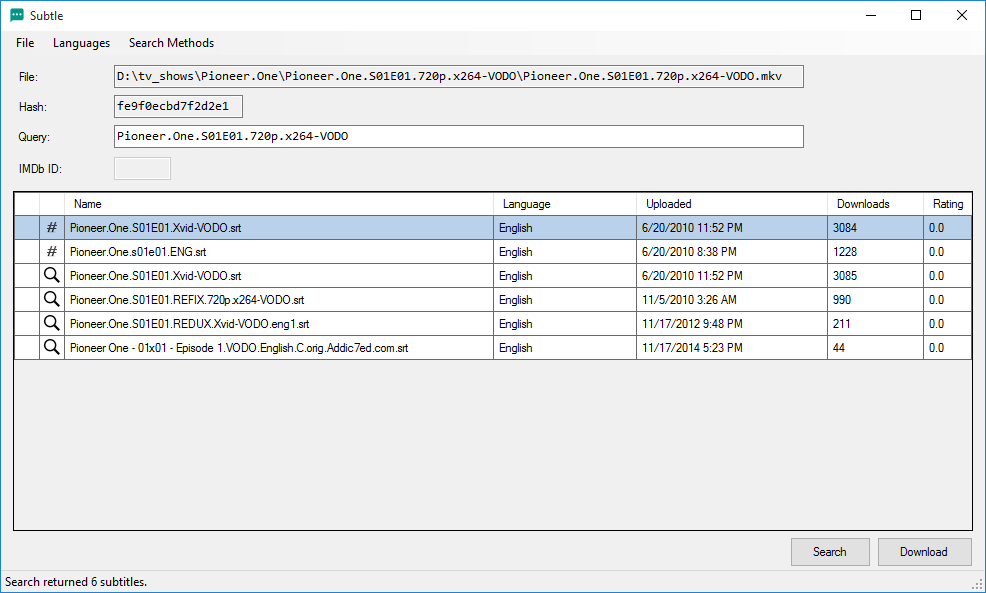 Subtle
File Languages Search Methods
File: D:\tv_shows\Pioneer.One\Pioneer.One.S01E01.720p.x264-VODO\Pioneer.One.S01E01.720p.x264-VODO.mkv
Hash: fe9f0ecbd7f2d2e1
Query: Pioneer.One.S01E01.720p.x264-VODO
IMDb ID:
Name Language Uploaded Downloads Rating
# Pioneer.One.S01E01.Xvid-VODO.srt English 6/20/2010 11:52 PM 3084 0.0
# Pioneer.One.s01e01.ENG.srt English 6/20/2010 8:38 PM 1228 0.0
Pioneer.One.S01E01.Xvid-VODO.srt English 6/20/2010 11:52 PM 3085 0.0
Pioneer.One.S01E01.REFIX.720p.x264-VODO.srt English 11/5/2010 3:26 AM 990 0.0
Pioneer.One.S01E01.REDUX.Xvid-VODO.eng1.srt English 11/17/2012 9:48 PM 211 0.0
Pioneer One - 01x01 - Episode 1.VODO.English.C.orig.Addic7ed.com.srt English 11/17/2014 5:23 PM 44 0.0
Search Download
Search returned 6 subtitles.